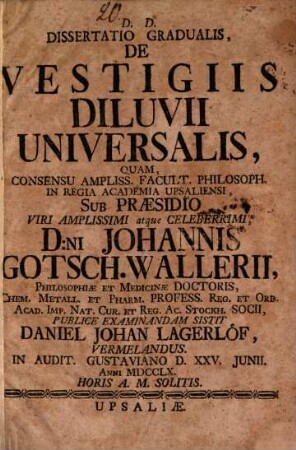 20.
D. D.
DISSERTATIO GRADUALIS,
DE
VESTIGIIS
DILUVII
UNIVERSALIS,
QUAM,
CONSENSU AMPLISS. FACULT. PHILOSOPH.
IN REGIA ACADEMIA UPSALIENSI,
SUB PRÆSIDIO
VIRI AMPLISSIMI atque CELEBERRIMI,
D:NI JOHANNIS
GOTSCH. WALLERII,
PHILOSOPHIÆ ET MEDICINÆ DOCTORIS,
CHEM. METALL. ET PHARM. PROFESS. REG. ET ORD.
ACAD. IMP. NAT. CUR. ET REG. AC. STOCKH. SOCII,
PUBLICE EXAMINANDAM SISTIT
DANIEL JOHAN LAGERLÖF,
VERMELANDUS.
IN AUDIT. GUSTAVIANO D. XXV. JUNII.
ANNI MDCCLX.
HORIS A. M. SOLITIS.
UPSALIÆ.